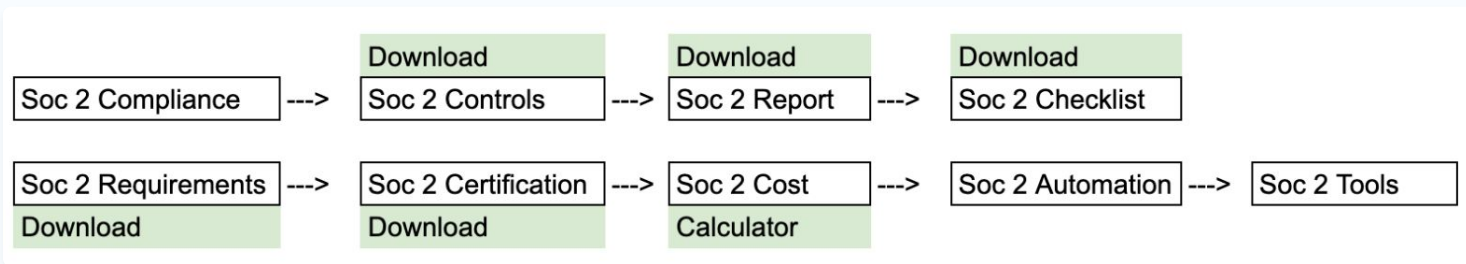 Download Download Download
Soc 2 Compliance ---> Soc 2 Controls ---> Soc 2 Report ---> Soc 2 Checklist
Soc 2 Requirements ---> Soc 2 Certification ---> Soc 2 Cost ---> Soc 2 Automation ---> Soc 2 Tools
Download Download Calculator